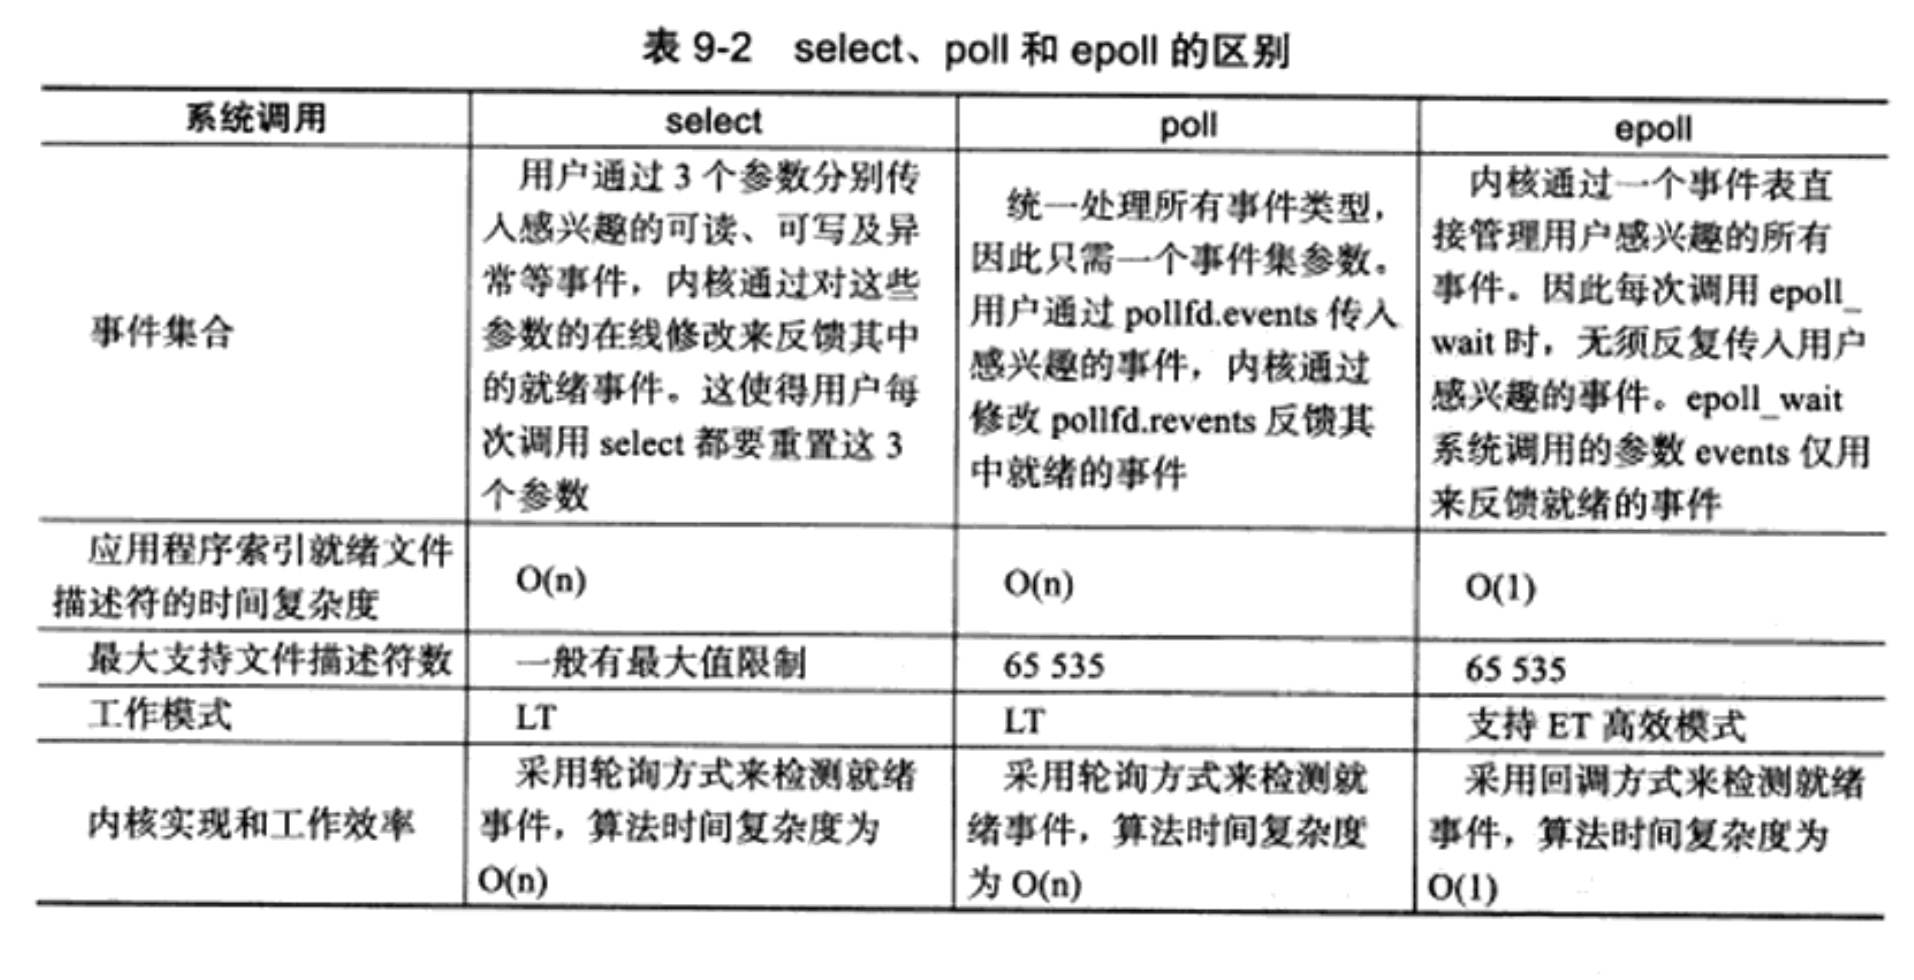 表 9-2 select、poll 和 epoll 的区别
系统调用
select
poll
epoll
事件集合
用户通过 3 个参数分别传
入感兴趣的可读、可写及异
常等事件，内核通过对这些
参数的在线修改来反馈其中
的就绪事件。这使得用户每
次调用 select 都要重置这 3
个参数
统一处理所有事件类型，
因此只需一个事件集参数。
用户通过 pollfd.events 传入
感兴趣的事件，内核通过
修改 pollfd.revents 反馈其
中就绪的事件
内核通过一个事件表直
接管理用户感兴趣的所有
事件。因此每次调用 epoll_
wait 时，无须反复传入用户
感兴趣的事件。epoll_wait
系统调用的参数 events 仅用
来反馈就绪的事件
应用程序索引就绪文件
描述符的时间复杂度
O(n)
O(n)
O(1)
最大支持文件描述符数
一般有最大值限制
65 535
65 535
工作模式
LT
LT
支持 ET 高效模式
内核实现和工作效率
采用轮询方式来检测就绪
事件，算法时间复杂度为
O(n)
采用轮询方式来检测就
绪事件，算法时间复杂度
为 O(n)
采用回调方式来检测就绪
事件，算法时间复杂度为
O(1)